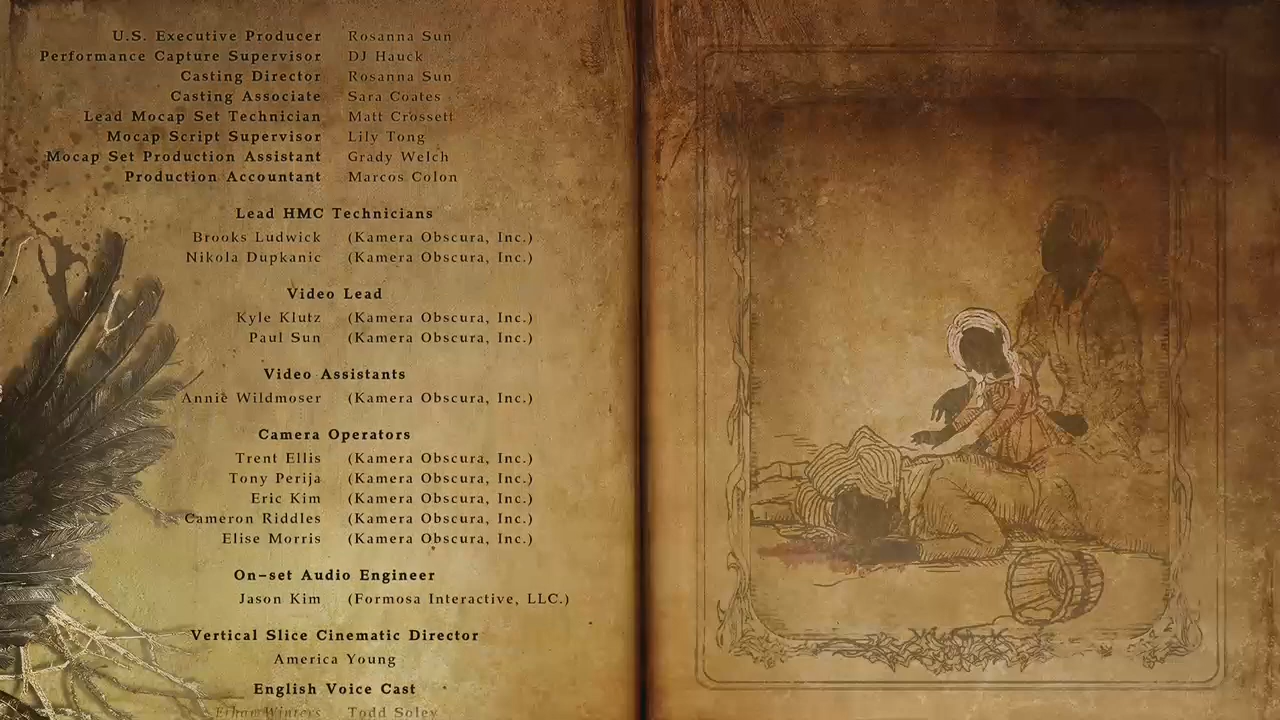 U.S. Executive Producer Rosanna Sun
Performance Capture Supervisor DJ Hauck
Casting Director Rosanna Sun
Casting Associate Sara Coates
Lead Mocap Set Technician Matt Crossett
Mocap Script Supervisor Lily Tong
Mocap Set Production Assistant Grady Welch
Production Accountant Marcos Colon
Lead HMC Technicians
Brooks Ludwick (Kamera Obscura, Inc.)
Nikola Dupkanic (Kamera Obscura, Inc.)
Video Lead
Kyle Klutz (Kamera Obscura, Inc.)
Paul Sun (Kamera Obscura, Inc.)
Video Assistants
Annie Wildmoser (Kamera Obscura, Inc.)
Camera Operators
Trent Ellis (Kamera Obscura, Inc.)
Tony Perija (Kamera Obscura, Inc.)
Eric Kim (Kamera Obscura, Inc.)
Cameron Riddles (Kamera Obscura, Inc.)
Elise Morris (Kamera Obscura, Inc.)
On-set Audio Engineer
Jason Kim (Formosa Interactive, LLC.)
Vertical Slice Cinematic Director
America Young
English Voice Cast
Ethan Winters Todd Soley